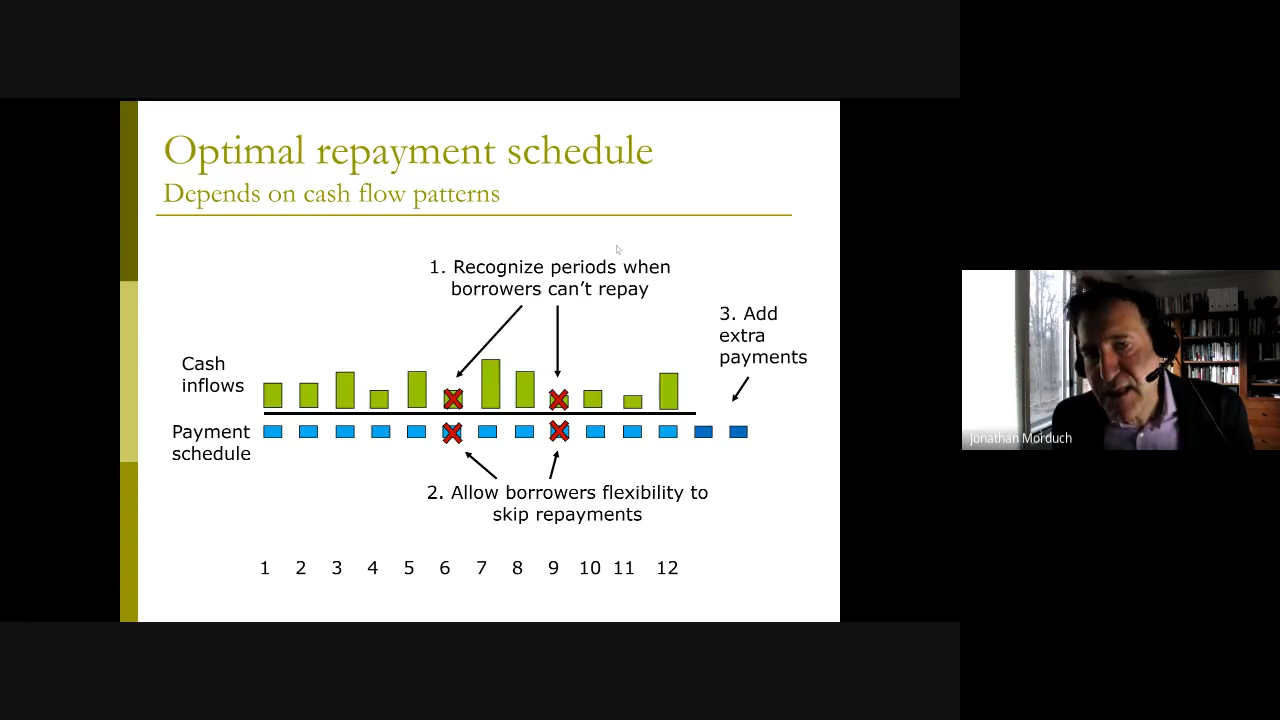 Optimal repayment schedule
Depends on cash flow patterns
1. Recognize periods when
borrowers can’t repay
3. Add
extra
payments
Cash
inflows
Payment
schedule
2. Allow borrowers flexibility to
skip repayments
1 2 3 4 5 6 7 8 9 10 11 12
Jonathan Morduch